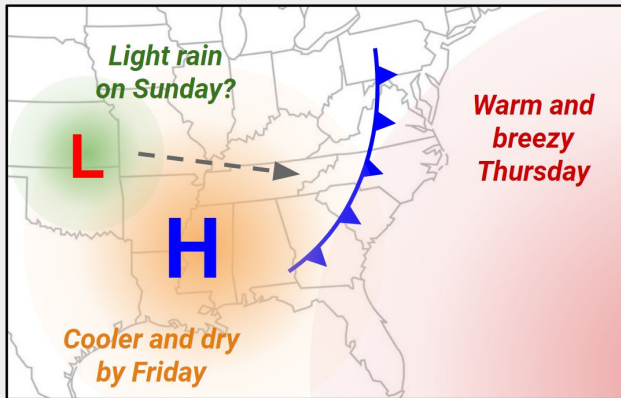 Light rain
on Sunday?
Warm and
breezy
Thursday
L
H
Cooler and dry
by Friday